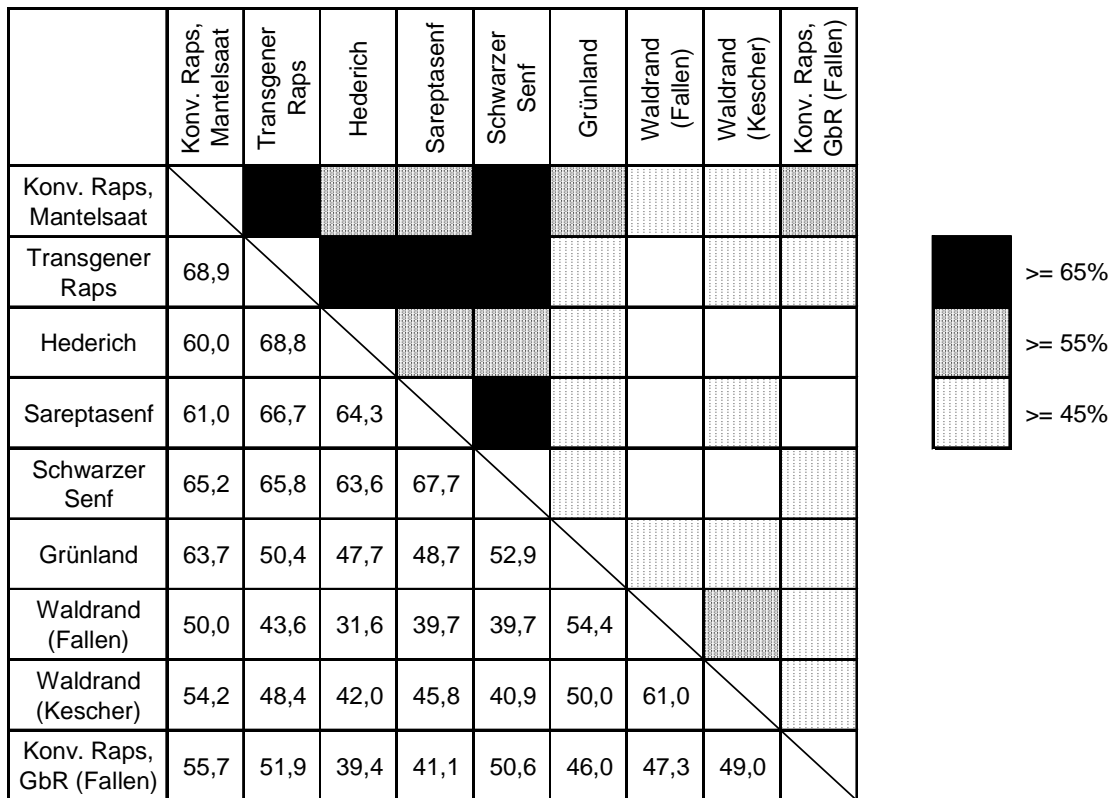 Konv. Raps,
Mantelsaat
Transgener
Raps
Hederich
Sareptasenf
Schwarzer
Senf
Grünland
Waldrand
(Fallen)
Waldrand
(Kescher)
Konv. Raps,
GbR (Fallen)
Konv. Raps,
Mantelsaat
Transgener
Raps
68,9
>= 65%
Hederich
60,0 68,8
>= 55%
Sareptasenf
61,0 66,7 64,3
>= 45%
Schwarzer
Senf
65,2 65,8 63,6 67,7
Grünland
63,7 50,4 47,7 48,7 52,9
Waldrand
(Fallen)
50,0 43,6 31,6 39,7 39,7 54,4
Waldrand
(Kescher)
54,2 48,4 42,0 45,8 40,9 50,0 61,0
Konv. Raps,
GbR (Fallen)
55,7 51,9 39,4 41,1 50,6 46,0 47,3 49,0